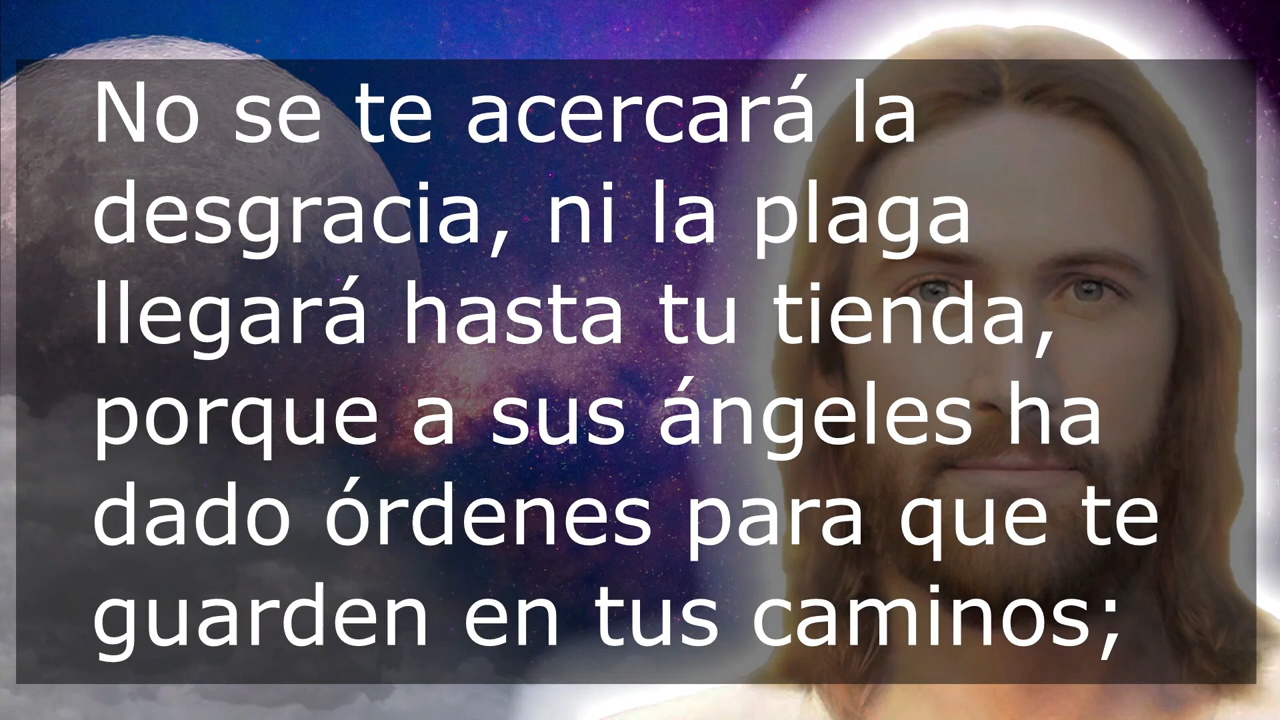 No se te acercará la
desgracia, ni la plaga
llegará hasta tu tienda,
porque a sus ángeles ha
dado órdenes para que te
guarden en tus caminos;